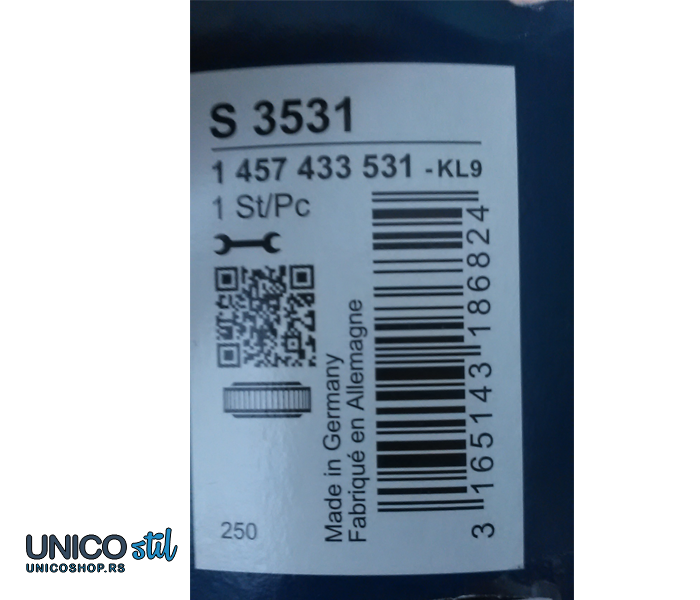 S 3531
1 457 433 531 -KL9
1 St/Pc
Made in Germany
Fabriqué en Allemagne
3 165143 186824
250
UNICO stil
UNICOSHOP.RS